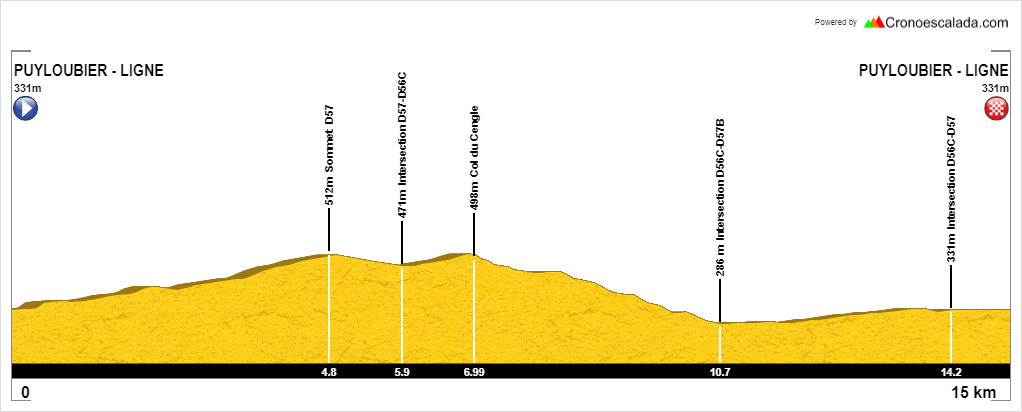 Powered by Cronoescalada.com
PUYLOUBIER - LIGNE
331m
PUYLOUBIER - LIGNE
331m
512m Sommet D57
471m Intersection D57-D56C
498m Col du Cengle
286 m Intersection D56C-D57B
331m Intersection D56C-D57
4.8
5.9
6.99
10.7
14.2
0
15 km